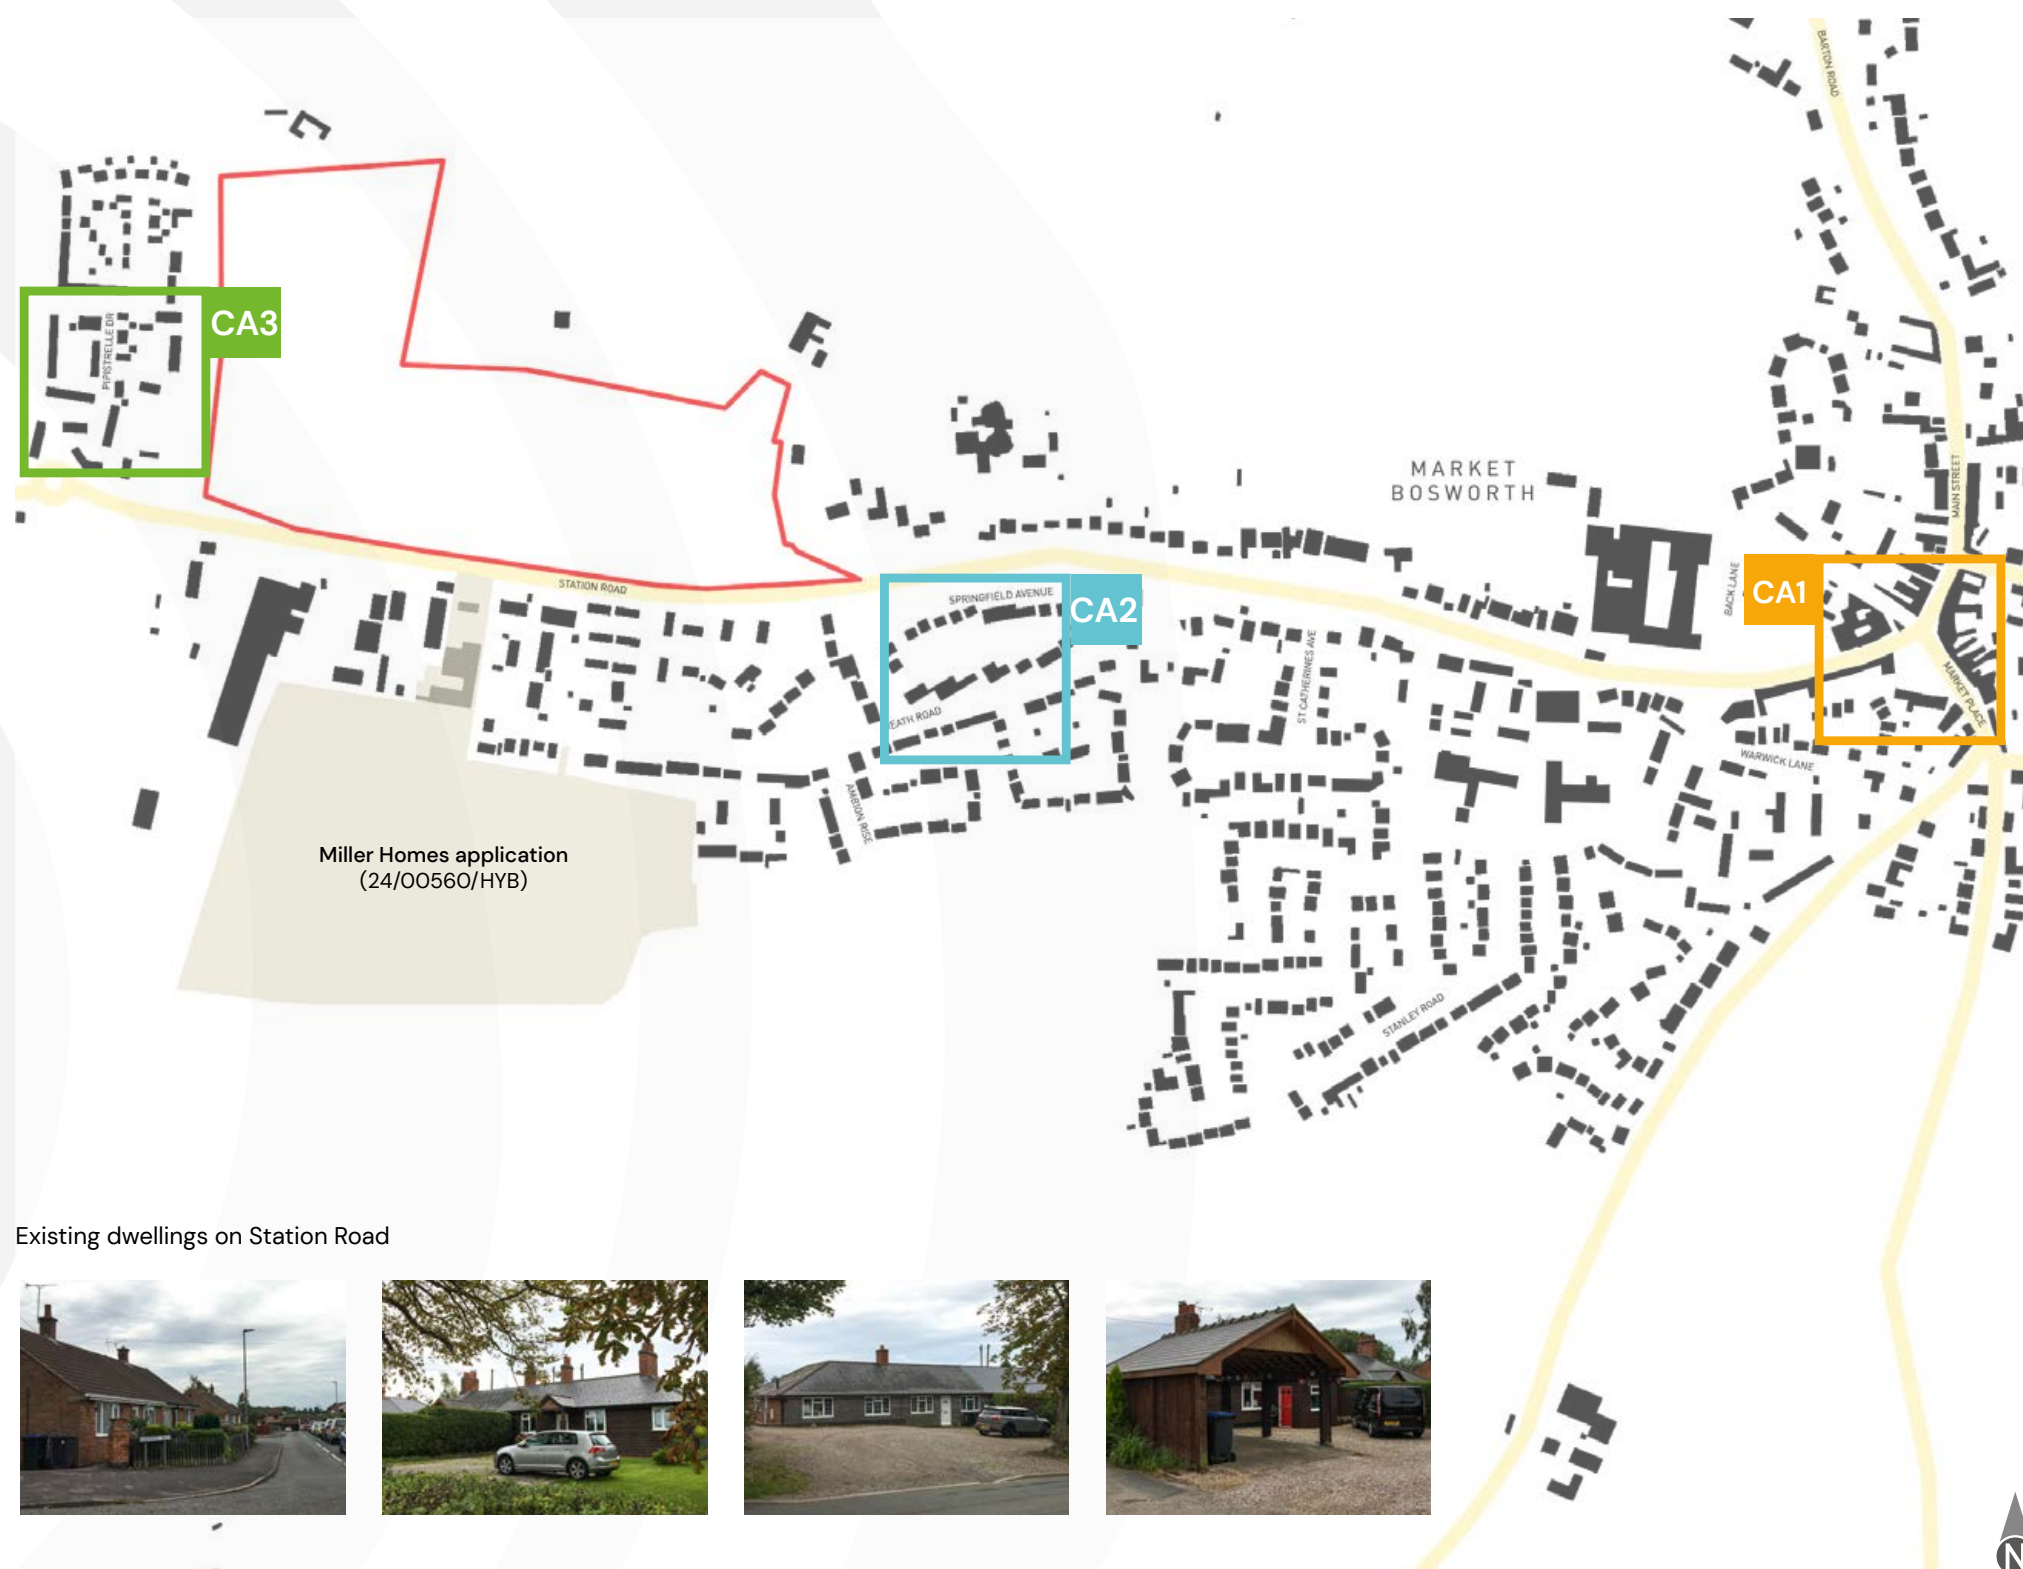 BARTON ROAD
CA3
PIPISTRELLE DR
MARKET
BOSWORTH
MAIN STREET
STATION ROAD
SPRINGFIELD AVENUE
CA2
BACK LANE
CA1
ST CATHERINES AVE
MARKET PLACE
EATH ROAD
WARWICK LANE
AMBION RISE
Miller Homes application
(24/00560/HYB)
STANLEY ROAD
Existing dwellings on Station Road
N